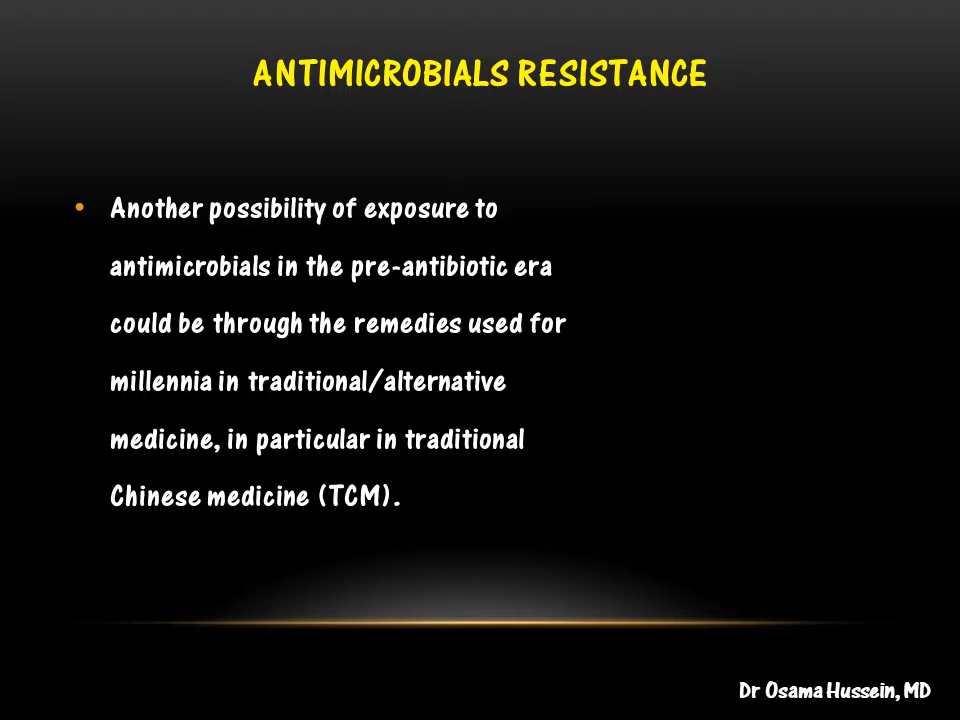 ANTIMICROBIALS RESISTANCE
• Another possibility of exposure to
antimicrobials in the pre-antibiotic era
could be through the remedies used for
millennia in traditional/alternative
medicine, in particular in traditional
Chinese medicine (TCM).
Dr Osama Hussein, MD